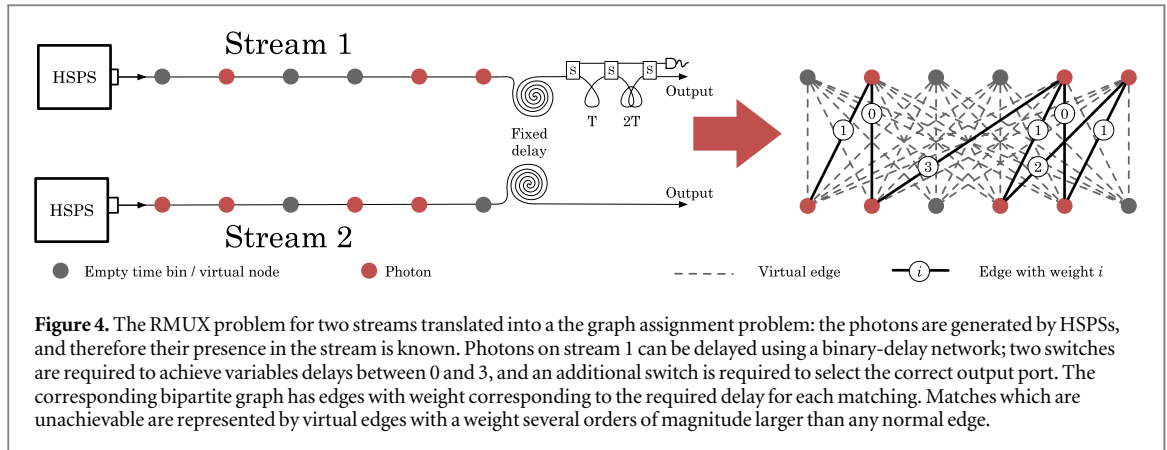 Stream 1
HSPS
S
S
S
Output
T
2T
Fixed
delay
HSPS
Output
Stream 2
0
0
1
1
1
3
2
Empty time bin / virtual node
Photon
Virtual edge
i
Edge with weight i
Figure 4. The RMUX problem for two streams translated into a the graph assignment problem: the photons are generated by HSPSs,
and therefore their presence in the stream is known. Photons on stream 1 can be delayed using a binary-delay network; two switches
are required to achieve variables delays between 0 and 3, and an additional switch is required to select the correct output port. The
corresponding bipartite graph has edges with weight corresponding to the required delay for each matching. Matches which are
unachievable are represented by virtual edges with a weight several orders of magnitude larger than any normal edge.